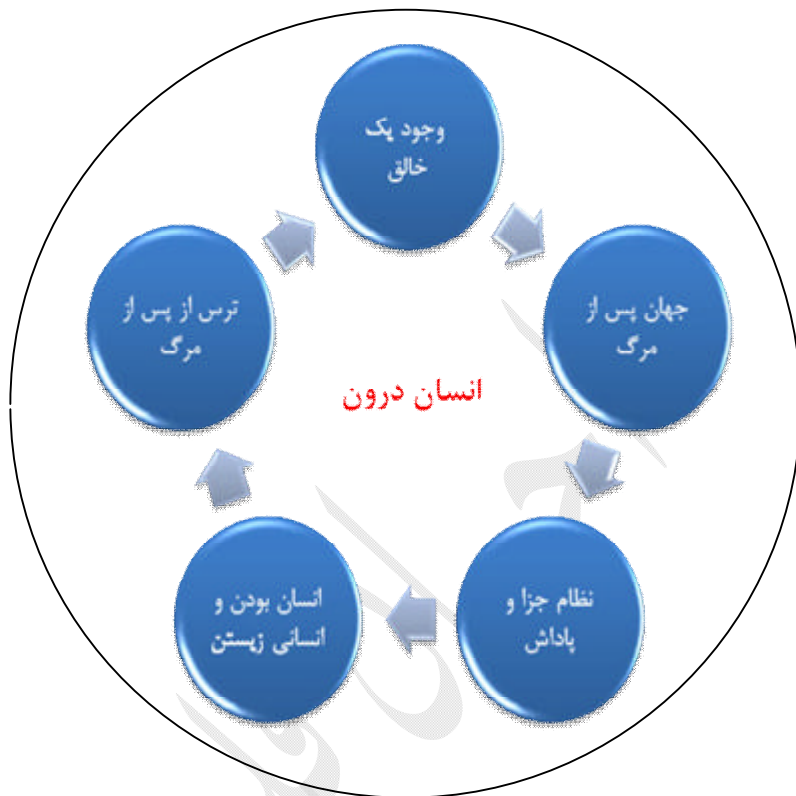 وجود یک
خالق
جهان پس از
مرگ
نظام جزا و
پاداش
انسان بودن و
انسانی زیستن
ترس از پس از
مرگ
انسان درون